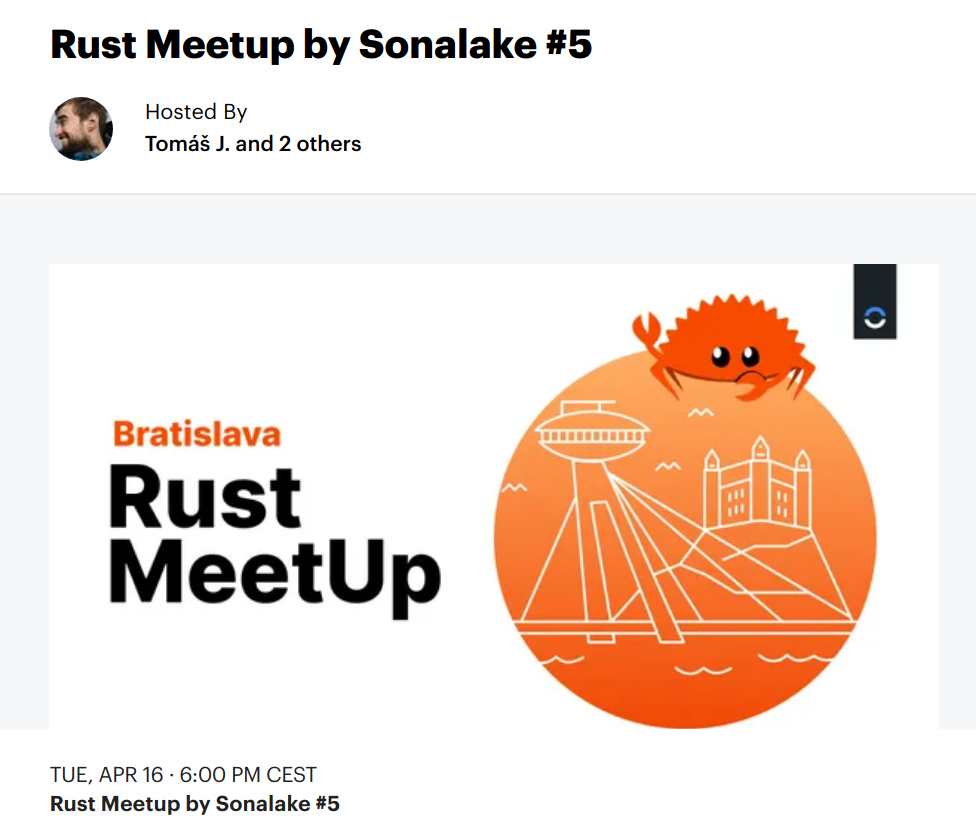 Rust Meetup by Sonalake #5
Hosted By
Tomáš J. and 2 others
Bratislava
Rust
MeetUp
TUE, APR 16 · 6:00 PM CEST
Rust Meetup by Sonalake #5